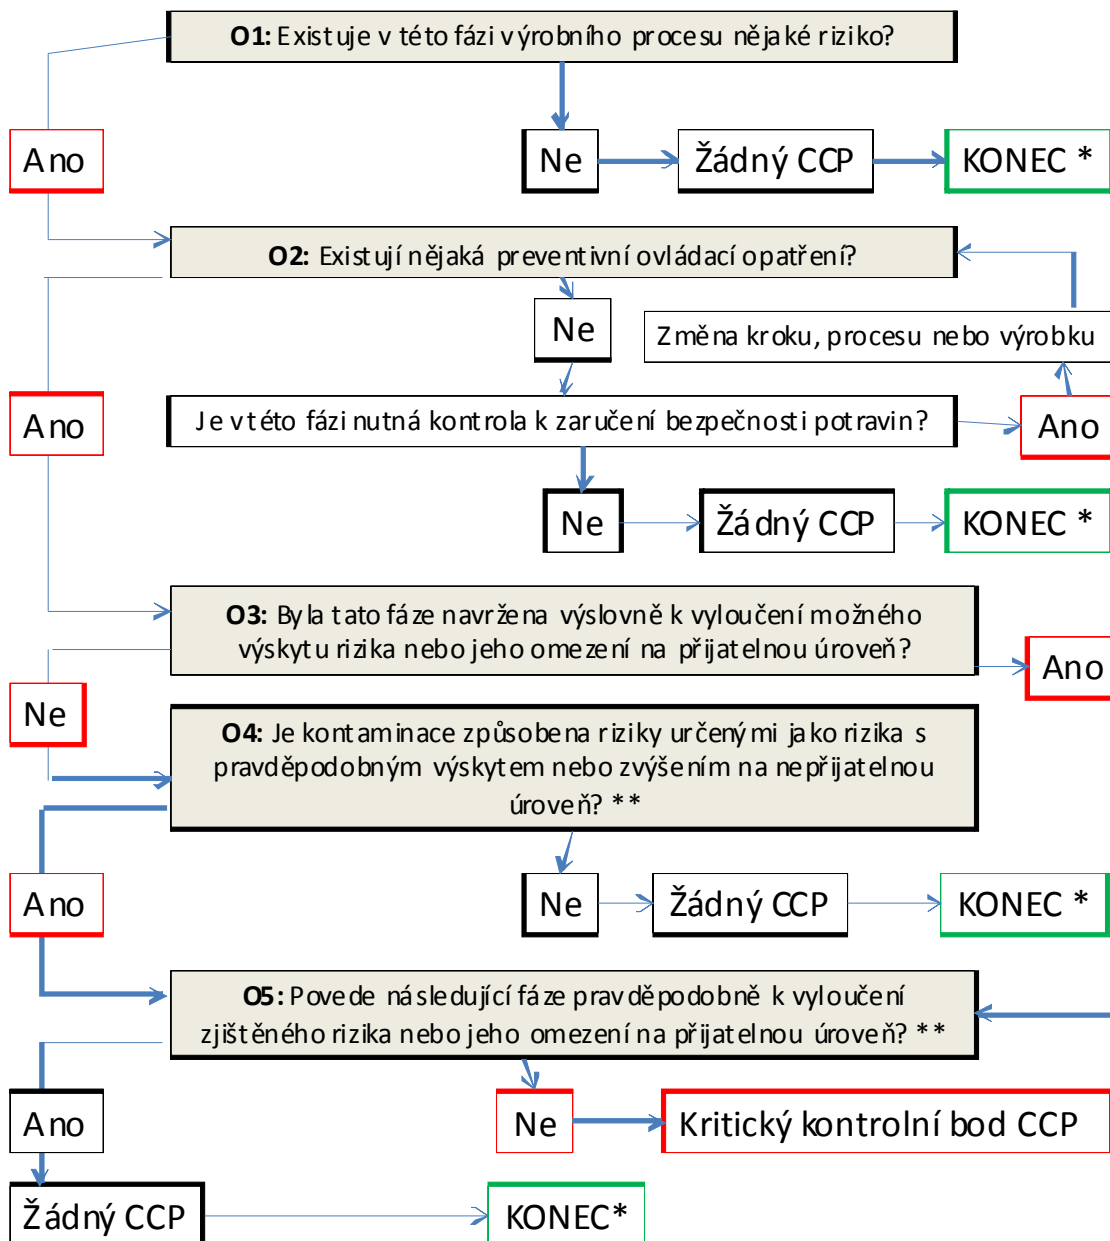 O1: Existuje v této fázi výrobního procesu nějaké riziko?
Ano
Ne
Žádný CCP
KONEC *
O2: Existují nějaká preventivní ovládací opatření?
Ne
Změna kroku, procesu nebo výrobku
Ano
Je v této fázi nutná kontrola k zaručení bezpečnosti potravin?
Ano
Ne
Žádný CCP
KONEC *
O3: Byla tato fáze navržena výslovně k vyloučení možného
výskytu rizika nebo jeho omezení na přijatelnou úroveň?
Ano
Ne
O4: Je kontaminace způsobena riziky určenými jako rizika s
pravděpodobným výskytem nebo zvýšením na nepřijatelnou
úroveň? **
Ano
Ne
Žádný CCP
KONEC *
O5: Povede následující fáze pravděpodobně k vyloučení
zjištěného rizika nebo jeho omezení na přijatelnou úroveň? **
Ano
Ne
Kritický kontrolní bod CCP
Žádný CCP
KONEC*